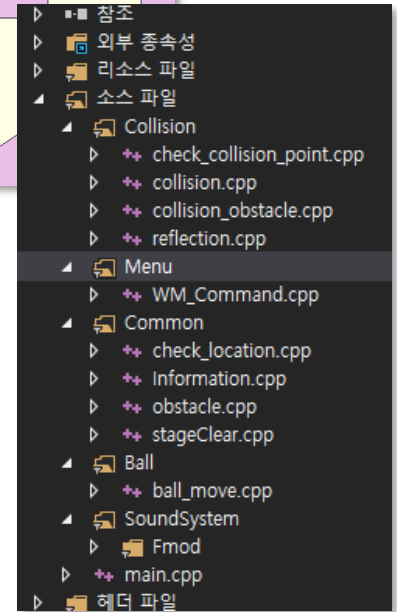 참조
외부 종속성
리소스 파일
소스 파일
Collision
check_collision_point.cpp
collision.cpp
collision_obstacle.cpp
reflection.cpp
Menu
WM_Command.cpp
Common
check_location.cpp
Information.cpp
obstacle.cpp
stageClear.cpp
Ball
ball_move.cpp
SoundSystem
Fmod
main.cpp
헤더 파일